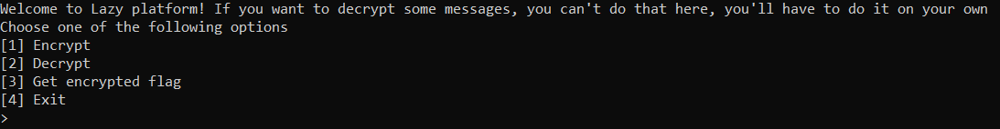 Welcome to Lazy platform! If you want to decrypt some messages, you can't do that here, you'll have to do it on your own
Choose one of the following options
[1] Encrypt
[2] Decrypt
[3] Get encrypted flag
[4] Exit
>